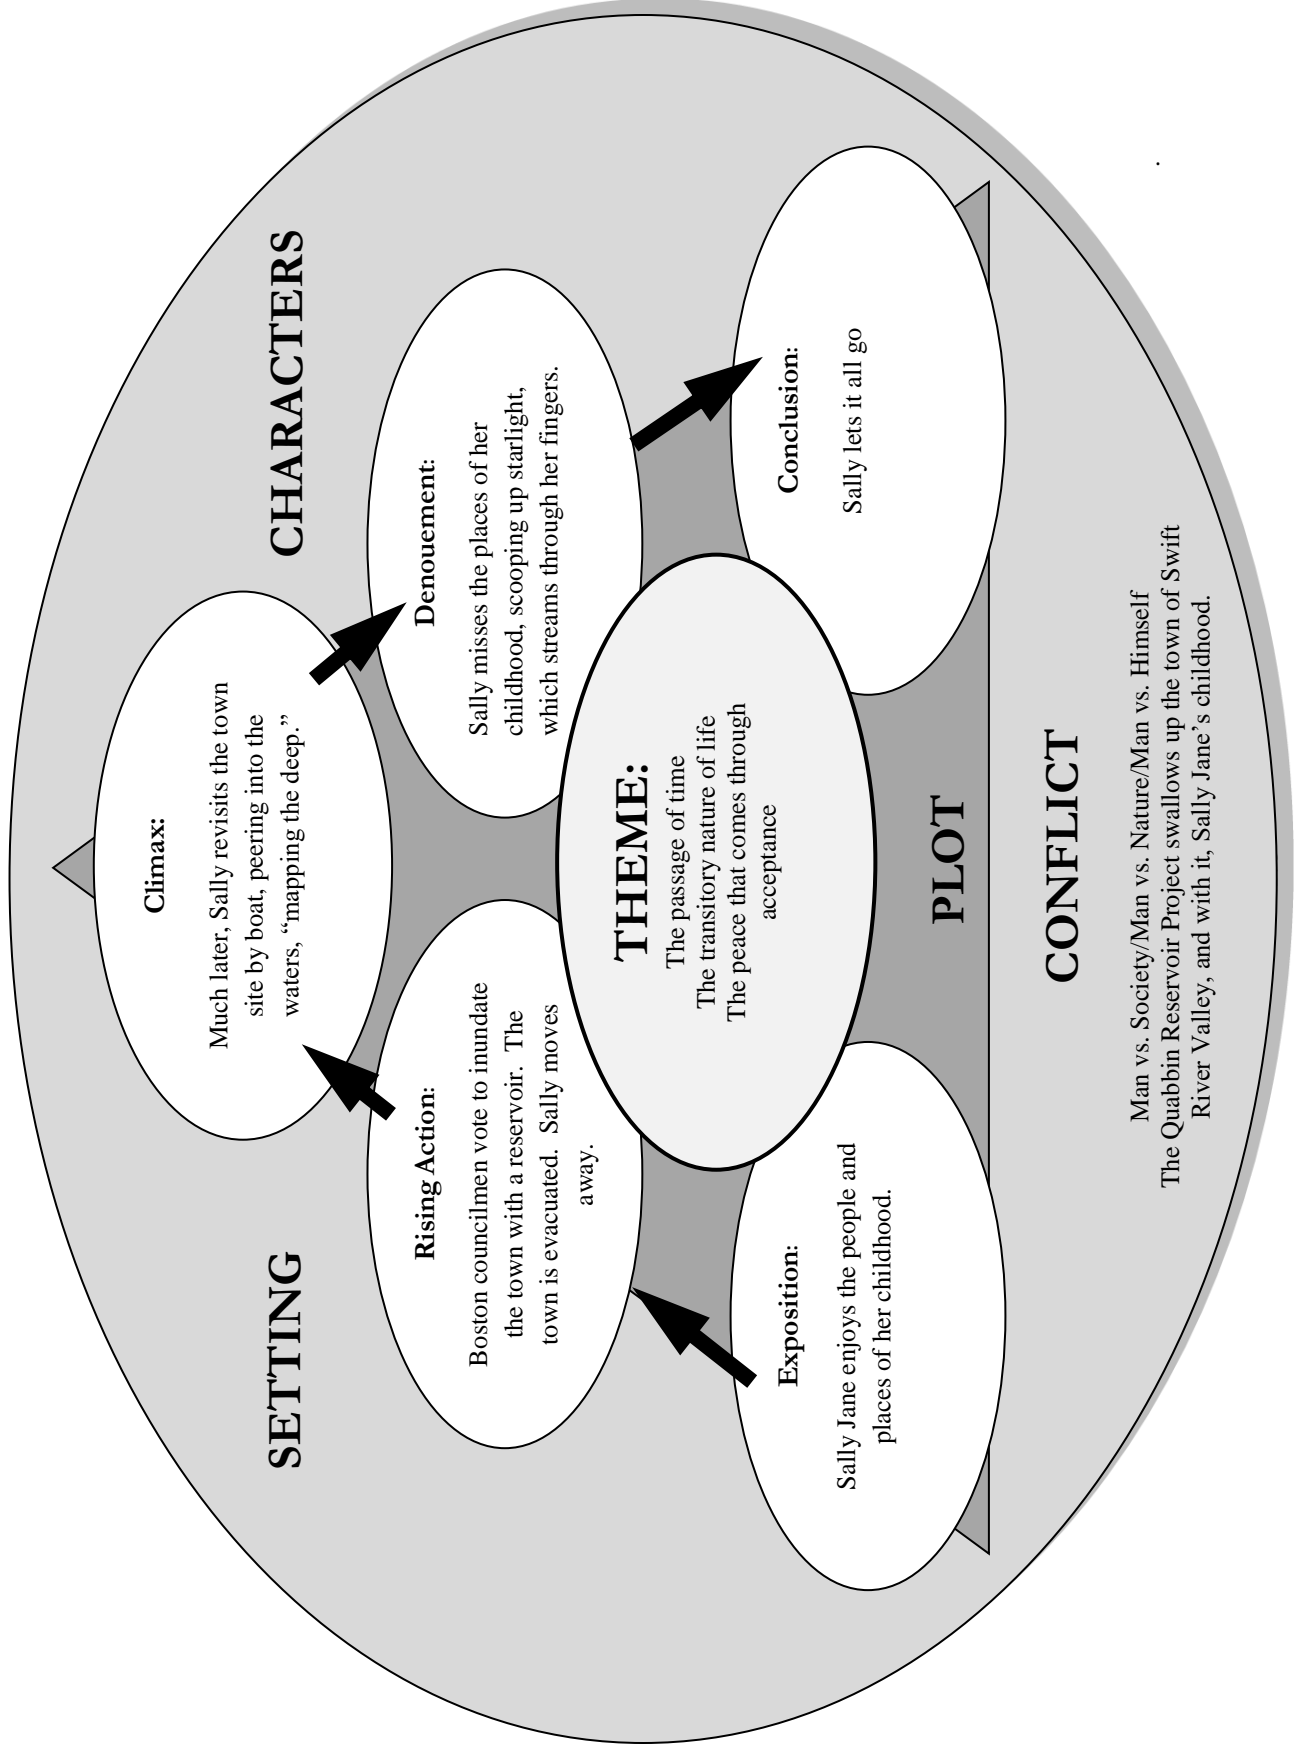 SETTING
CHARACTERS
Climax:
Much later, Sally revisits the town
site by boat, peering into the
waters, “mapping the deep.”
Rising Action:
Boston councilmen vote to inundate
the town with a reservoir.  The
town is evacuated.  Sally moves
away.
Denouement:
Sally misses the places of her
childhood, scooping up starlight,
which streams through her fingers.
THEME:
The passage of time
The transitory nature of life
The peace that comes through
acceptance
Exposition:
Sally Jane enjoys the people and
places of her childhood.
Conclusion:
Sally lets it all go
PLOT
CONFLICT
Man vs. Society/Man vs. Nature/Man vs. Himself
The Quabbin Reservoir Project swallows up the town of Swift
River Valley, and with it, Sally Jane’s childhood.
.